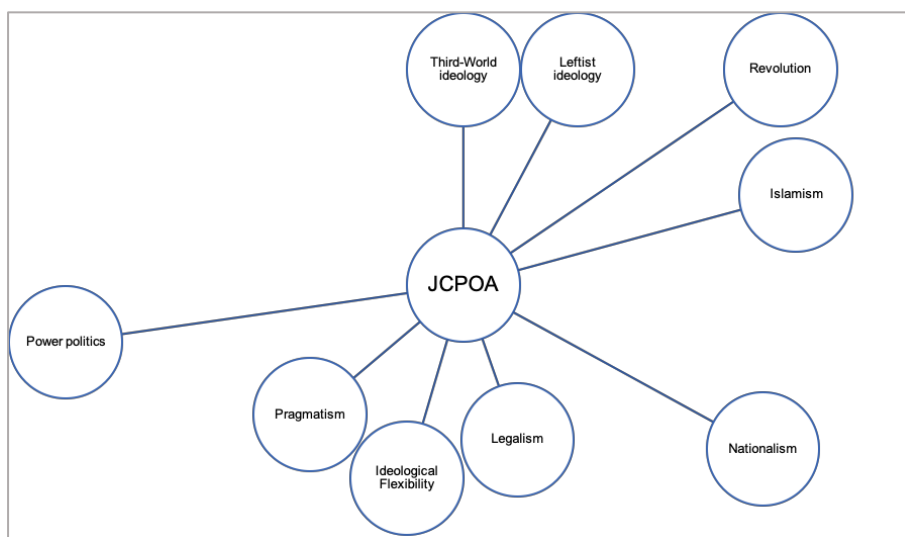 Third-World
ideology
Leftist
ideology
Revolution
Islamism
JCPOA
Power politics
Pragmatism
Legalism
Nationalism
Ideological
Flexibility